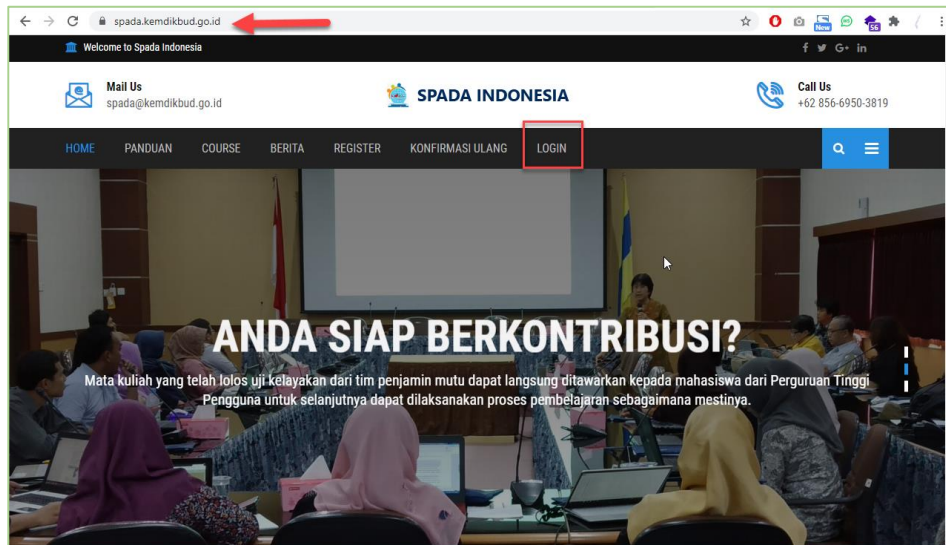 spada.kemdikbud.go.id
New
56
Welcome to Spada Indonesia
Mail Us
spada@kemdikbud.go.id
SPADA INDONESIA
Call Us
+62 856-6950-3819
HOME PANDUAN COURSE BERITA REGISTER KONFIRMASI ULANG LOGIN
ANDA SIAP BERKONTRIBUSI?
Mata kuliah yang telah lolos uji kelayakan dari tim penjamin mutu dapat langsung ditawarkan kepada mahasiswa dari Perguruan Tinggi
Pengguna untuk selanjutnya dapat dilaksanakan proses pembelajaran sebagaimana mestinya.